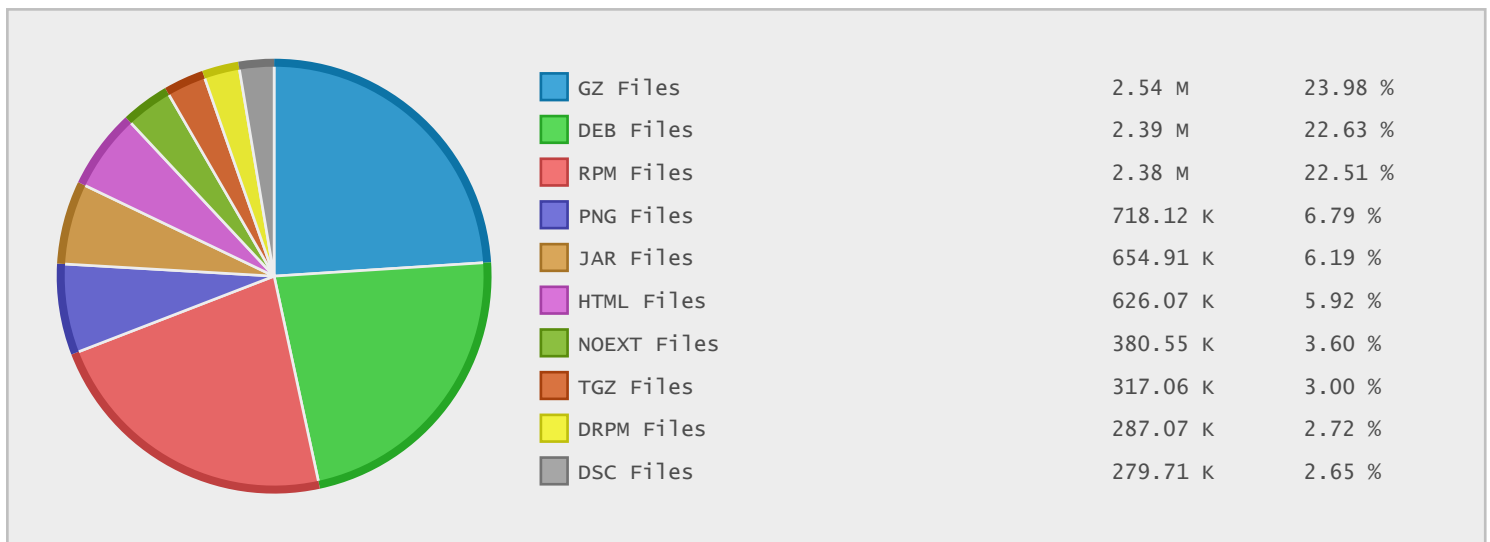 GZ Files 2.54 M 23.98 %
DEB Files 2.39 M 22.63 %
RPM Files 2.38 M 22.51 %
PNG Files 718.12 K 6.79 %
JAR Files 654.91 K 6.19 %
HTML Files 626.07 K 5.92 %
NOEXT Files 380.55 K 3.60 %
TGZ Files 317.06 K 3.00 %
DRPM Files 287.07 K 2.72 %
DSC Files 279.71 K 2.65 %